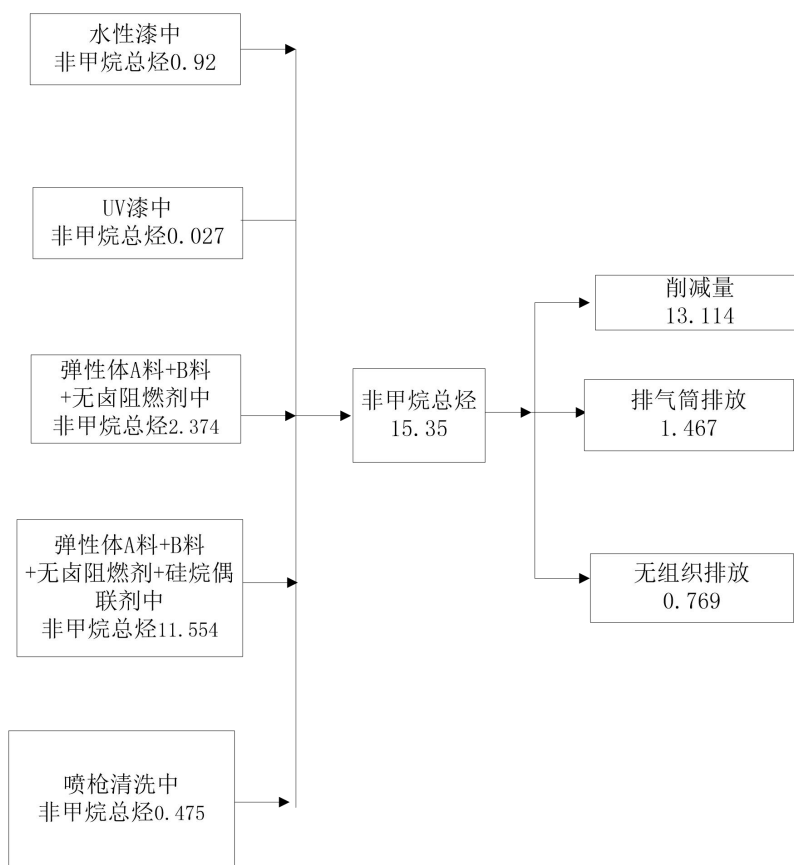 水性漆中
非甲烷总烃0.92
UV漆中
非甲烷总烃0.027
弹性体A料+B料
+无卤阻燃剂中
非甲烷总烃2.374
弹性体A料+B料
+无卤阻燃剂+硅烷偶
联剂中
非甲烷总烃11.554
喷枪清洗中
非甲烷总烃0.475
非甲烷总烃
15.35
削减量
13.114
排气筒排放
1.467
无组织排放
0.769